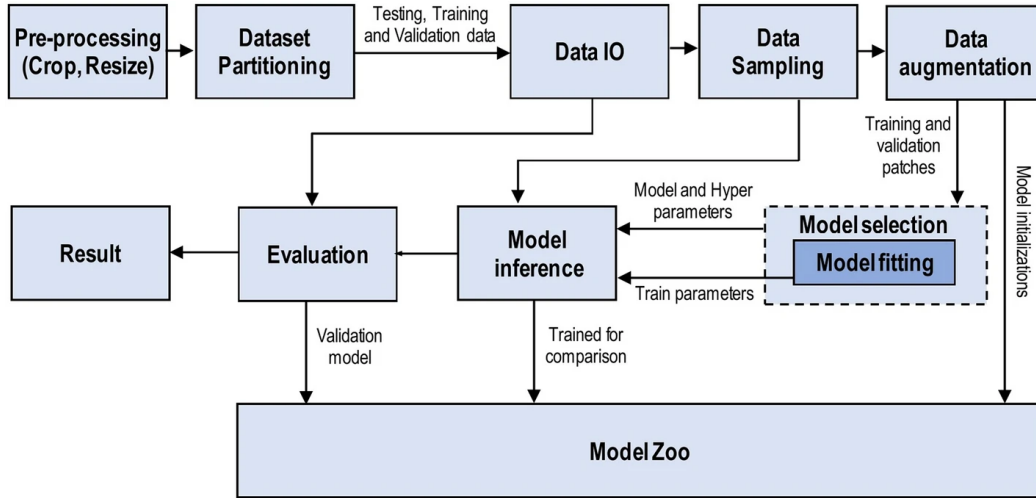 Pre-processing
(Crop, Resize)
Dataset
Partitioning
Testing, Training
and Validation data
Data IO
Data
Sampling
Data
augmentation
Training and
validation
patches
Model initializations
Model and Hyper
parameters
Model selection
Model fitting
Train parameters
Model
inference
Evaluation
Result
Validation
model
Trained for
comparison
Model Zoo